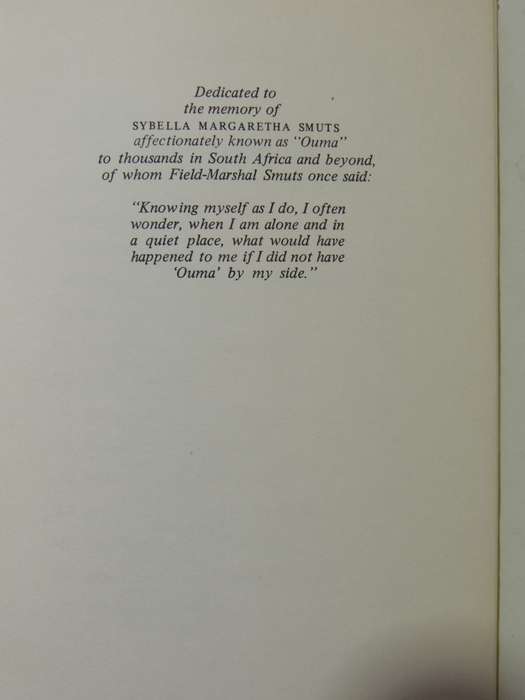 Dedicated to
the memory of
SYBELLA MARGARETHA SMUTS
affectionately known as "Ouma"
to thousands in South Africa and beyond,
of whom Field-Marshal Smuts once said:
"Knowing myself as I do, I often
wonder, when I am alone and in
a quiet place, what would have
happened to me if I did not have
'Ouma' by my side."